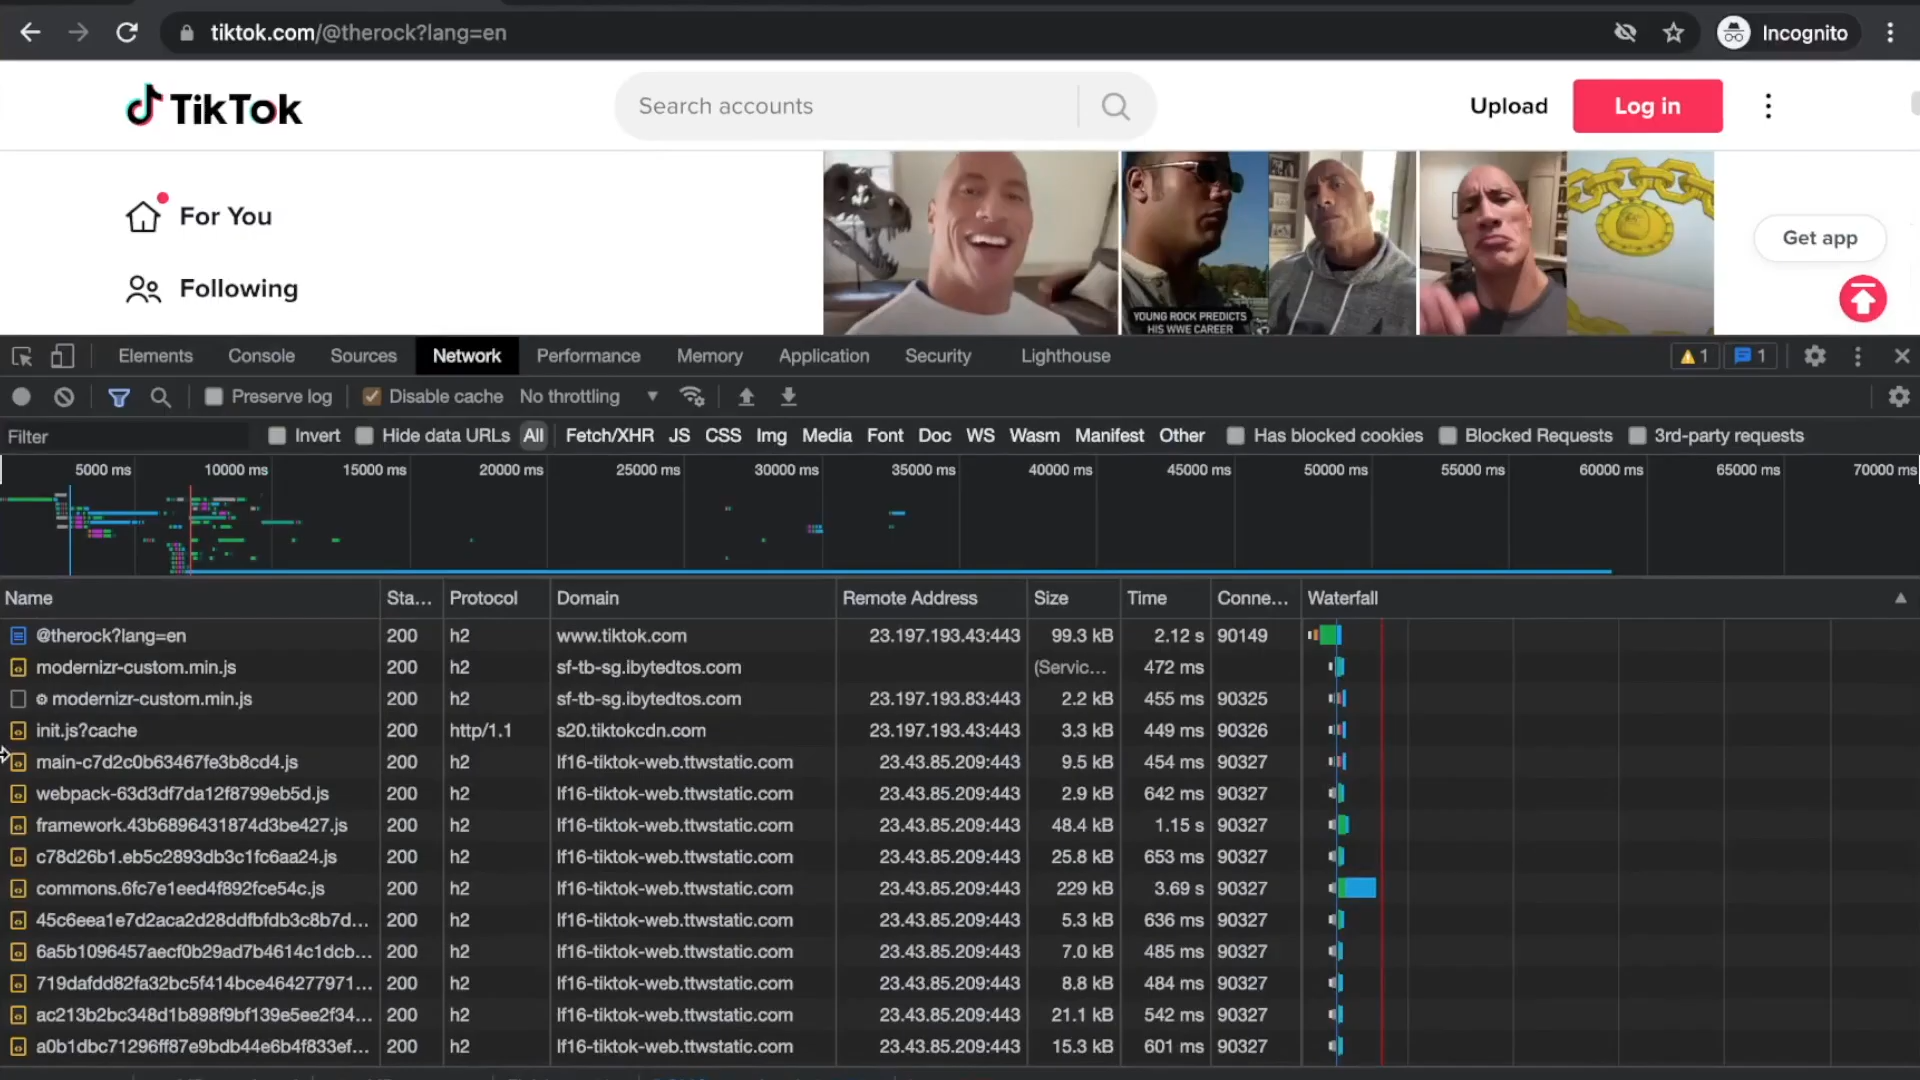 tiktok.com/@therock?lang=en
Incognito
TikTok
Search accounts
Upload
Log in
For You
Following
YOUNG ROCK PREDICTS
HIS WWE CAREER
Get app
Elements Console Sources Network Performance Memory Application Security Lighthouse 1 1
Preserve log Disable cache No throttling
Filter Invert Hide data URLs All Fetch/XHR JS CSS Img Media Font Doc WS Wasm Manifest Other Has blocked cookies Blocked Requests 3rd-party requests
5000 ms 10000 ms 15000 ms 20000 ms 25000 ms 30000 ms 35000 ms 40000 ms 45000 ms 50000 ms 55000 ms 60000 ms 65000 ms 70000 ms
Name Sta... Protocol Domain Remote Address Size Time Conne... Waterfall
@therock?lang=en 200 h2 www.tiktok.com 23.197.193.43:443 99.3 kB 2.12 s 90149
modernizr-custom.min.js 200 h2 sf-tb-sg.ibytedtos.com (Servic... 472 ms
modernizr-custom.min.js 200 h2 sf-tb-sg.ibytedtos.com 23.197.193.83:443 2.2 kB 455 ms 90325
init.js?cache 200 http/1.1 s20.tiktokcdn.com 23.197.193.43:443 3.3 kB 449 ms 90326
main-c7d2c0b63467fe3b8cd4.js 200 h2 lf16-tiktok-web.ttwstatic.com 23.43.85.209:443 9.5 kB 454 ms 90327
webpack-63d3df7da12f8799eb5d.js 200 h2 lf16-tiktok-web.ttwstatic.com 23.43.85.209:443 2.9 kB 642 ms 90327
framework.43b6896431874d3be427.js 200 h2 lf16-tiktok-web.ttwstatic.com 23.43.85.209:443 48.4 kB 1.15 s 90327
c78d26b1.eb5c2893db3c1fc6aa24.js 200 h2 lf16-tiktok-web.ttwstatic.com 23.43.85.209:443 25.8 kB 653 ms 90327
commons.6fc7e1eed4f892fce54c.js 200 h2 lf16-tiktok-web.ttwstatic.com 23.43.85.209:443 229 kB 3.69 s 90327
45c6eea1e7d2aca2d28ddfbfdb3c8b7d... 200 h2 lf16-tiktok-web.ttwstatic.com 23.43.85.209:443 5.3 kB 636 ms 90327
6a5b1096457aecf0b29ad7b4614c1dcb... 200 h2 lf16-tiktok-web.ttwstatic.com 23.43.85.209:443 7.0 kB 485 ms 90327
719dafdd82fa32bc5f414bce464277971... 200 h2 lf16-tiktok-web.ttwstatic.com 23.43.85.209:443 8.8 kB 484 ms 90327
ac213b2bc348d1b898f9bf139e5ee2f34... 200 h2 lf16-tiktok-web.ttwstatic.com 23.43.85.209:443 21.1 kB 542 ms 90327
a0b1dbc71296ff87e9bdb44e6b4f833ef... 200 h2 lf16-tiktok-web.ttwstatic.com 23.43.85.209:443 15.3 kB 601 ms 90327